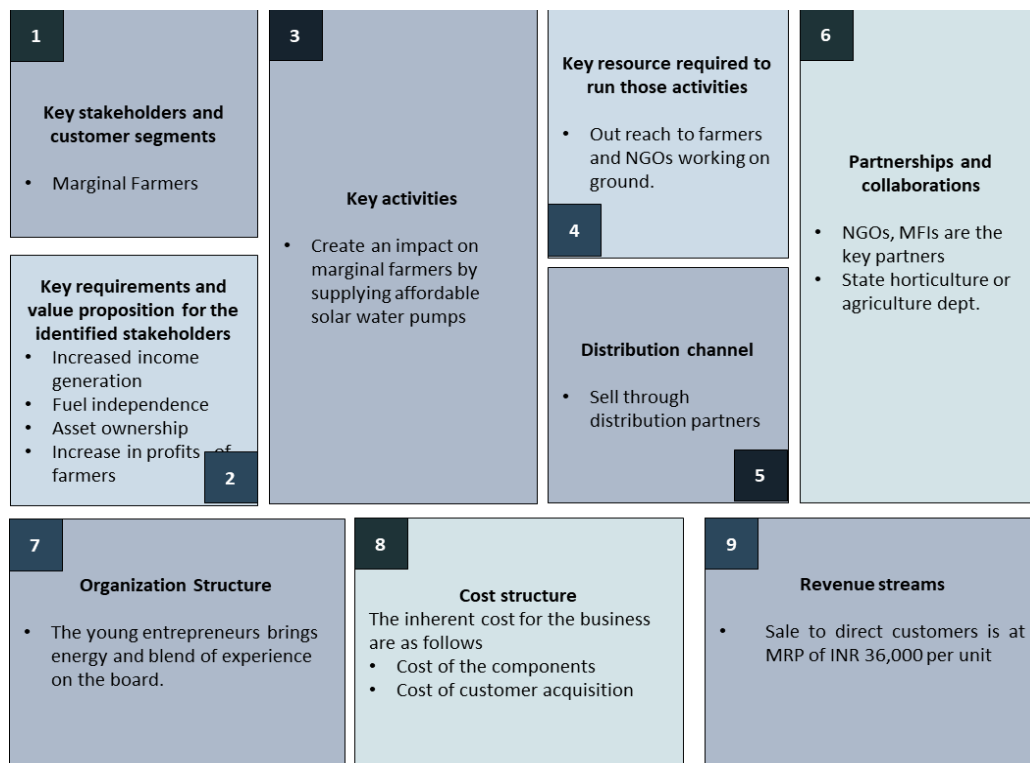 1
Key stakeholders and
customer segments
• Marginal Farmers
Key requirements and
value proposition for the
identified stakeholders
• Increased income
generation
• Fuel independence
• Asset ownership
• Increase in profits of
farmers
2
3
Key activities
• Create an impact on
marginal farmers by
supplying affordable
solar water pumps
Key resource required to
run those activities
• Out reach to farmers
and NGOs working on
ground.
4
Distribution channel
• Sell through
distribution partners
5
6
Partnerships and
collaborations
• NGOs, MFIs are the
key partners
• State horticulture or
agriculture dept.
7
Organization Structure
• The young entrepreneurs brings
energy and blend of experience
on the board.
8
Cost structure
The inherent cost for the business
are as follows
• Cost of the components
• Cost of customer acquisition
9
Revenue streams
• Sale to direct customers is at
MRP of INR 36,000 per unit